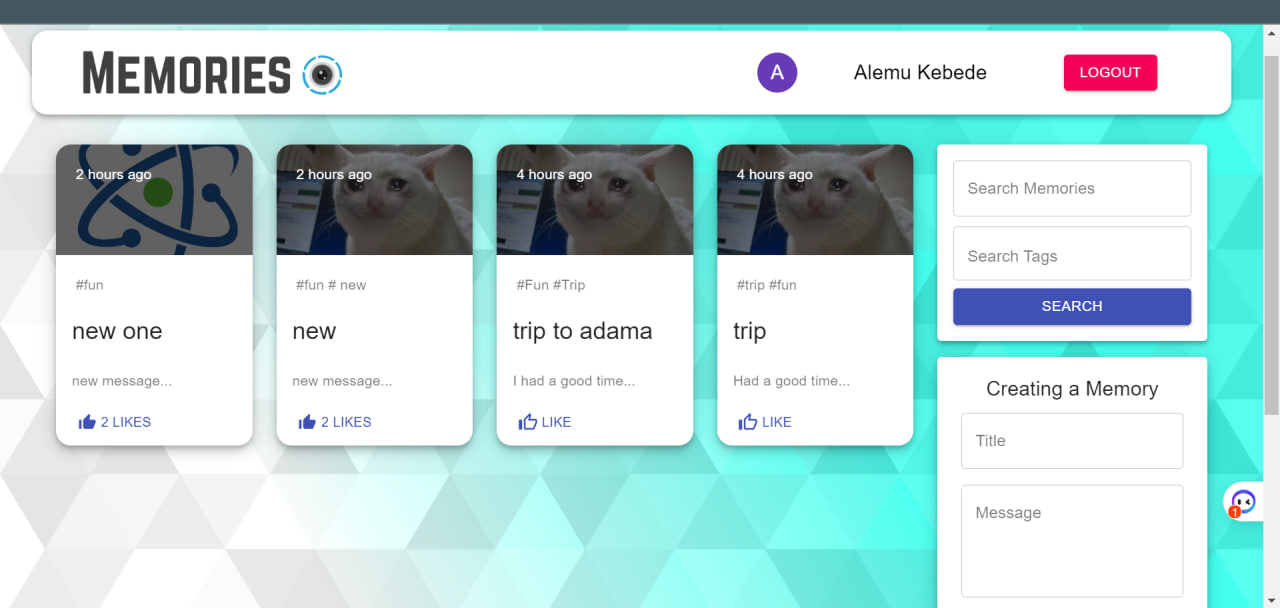 MEMORIES
A
Alemu Kebede
LOGOUT
2 hours ago
#fun
new one
new message...
2 LIKES
2 hours ago
#fun # new
new
new message...
2 LIKES
4 hours ago
#Fun #Trip
trip to adama
I had a good time...
LIKE
4 hours ago
#trip #fun
trip
Had a good time...
LIKE
Search Memories
Search Tags
SEARCH
Creating a Memory
Title
Message
1